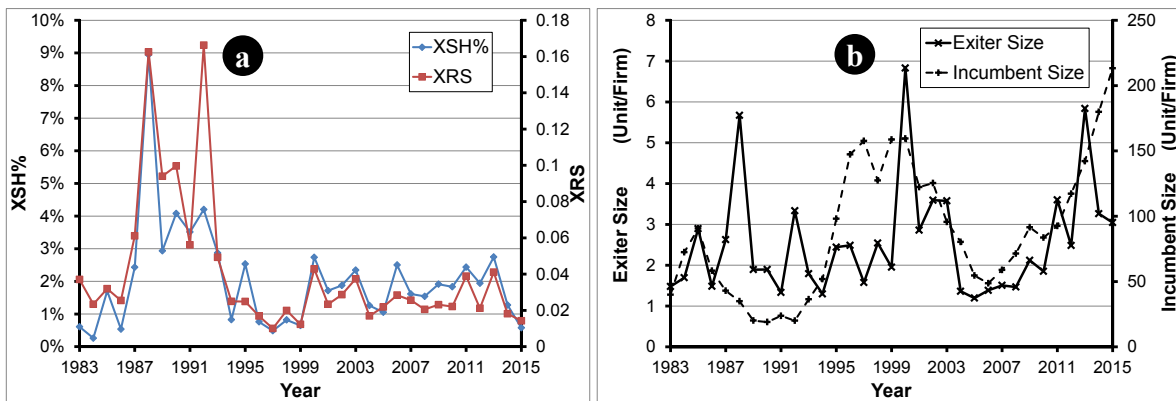 a
XSH%
XRS
10%
9%
8%
7%
6%
5%
4%
3%
2%
1%
0%
XSH%
0.18
0.16
0.14
0.12
0.1
0.08
0.06
0.04
0.02
0
XRS
1983 1987 1991 1995 1999 2003 2007 2011 2015
Year
b
Exiter Size
Incumbent Size
8
7
6
5
4
3
2
1
0
Exiter Size (Unit/Firm)
250
200
150
100
50
0
Incumbent Size (Unit/Firm)
1983 1987 1991 1995 1999 2003 2007 2011 2015
Year